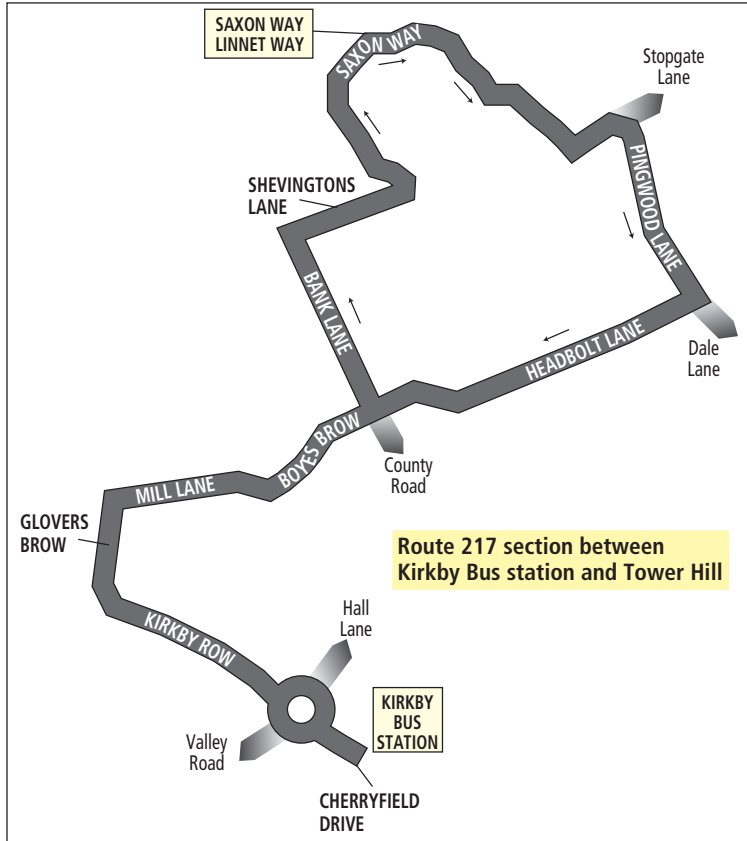 SAXON WAY
LINNET WAY
SAXON WAY
Stopgate
Lane
PINGWOOD LANE
SHEVINGTONS
LANE
BANK LANE
HEADBOLT LANE
Dale
Lane
BOYES BROW
County
Road
MILL LANE
GLOVERS
BROW
Route 217 section between
Kirkby Bus station and Tower Hill
KIRKBY ROW
Hall
Lane
KIRKBY
BUS
STATION
Valley
Road
CHERRYFIELD
DRIVE